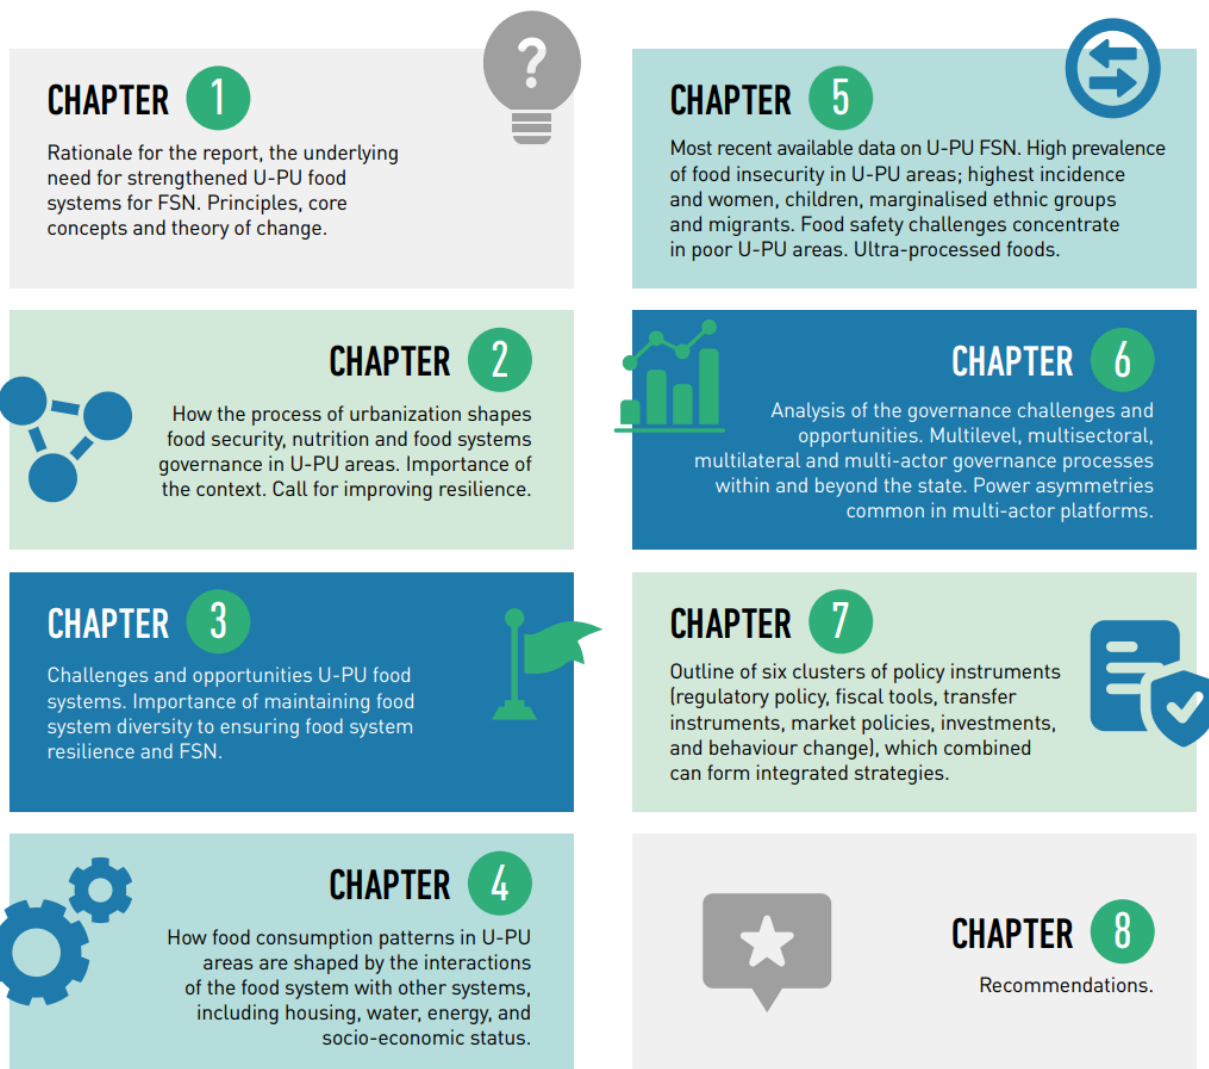 CHAPTER 1
Rationale for the report, the underlying
need for strengthened U-PU food
systems for FSN. Principles, core
concepts and theory of change.
CHAPTER 2
How the process of urbanization shapes
food security, nutrition and food systems
governance in U-PU areas. Importance of
the context. Call for improving resilience.
CHAPTER 3
Challenges and opportunities U-PU food
systems. Importance of maintaining food
system diversity to ensuring food system
resilience and FSN.
CHAPTER 4
How food consumption patterns in U-PU
areas are shaped by the interactions
of the food system with other systems,
including housing, water, energy, and
socio-economic status.
?
CHAPTER 5
Most recent available data on U-PU FSN. High prevalence
of food insecurity in U-PU areas; highest incidence
and women, children, marginalised ethnic groups
and migrants. Food safety challenges concentrate
in poor U-PU areas. Ultra-processed foods.
CHAPTER 6
Analysis of the governance challenges and
opportunities. Multilevel, multisectoral,
multilateral and multi-actor governance processes
within and beyond the state. Power asymmetries
common in multi-actor platforms.
CHAPTER 7
Outline of six clusters of policy instruments
(regulatory policy, fiscal tools, transfer
instruments, market policies, investments,
and behaviour change), which combined
can form integrated strategies.
CHAPTER 8
Recommendations.